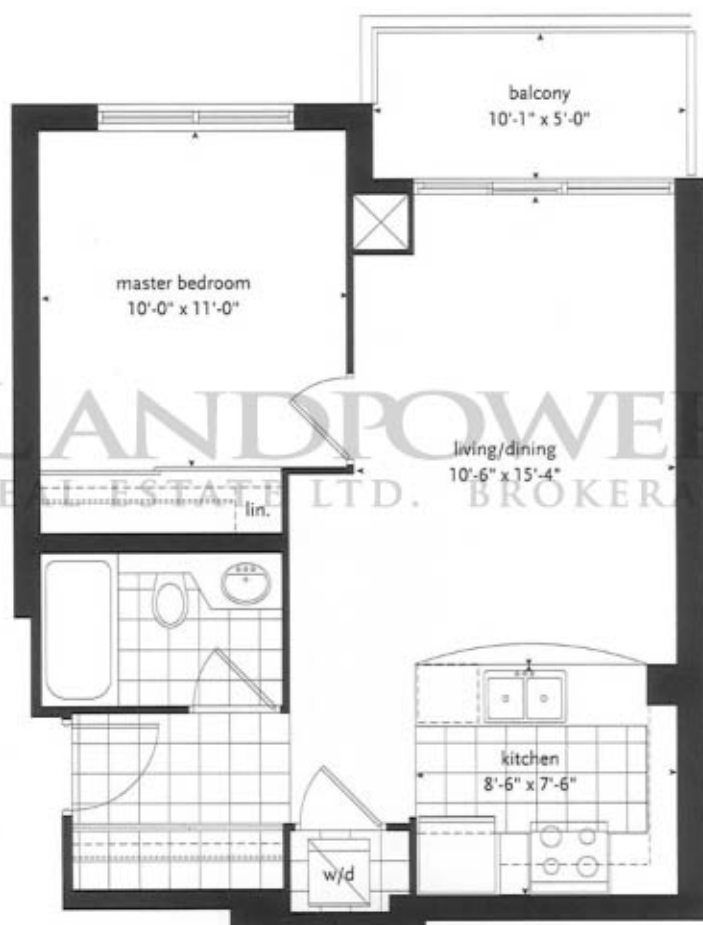 balcony
10'-1" x 5'-0"
master bedroom
10'-0" x 11'-0"
LANDPOWER
REAL ESTATE LTD. BROKERA
living/dining
10'-6" x 15'-4"
lin.
kitchen
8'-6" x 7'-6"
w/d